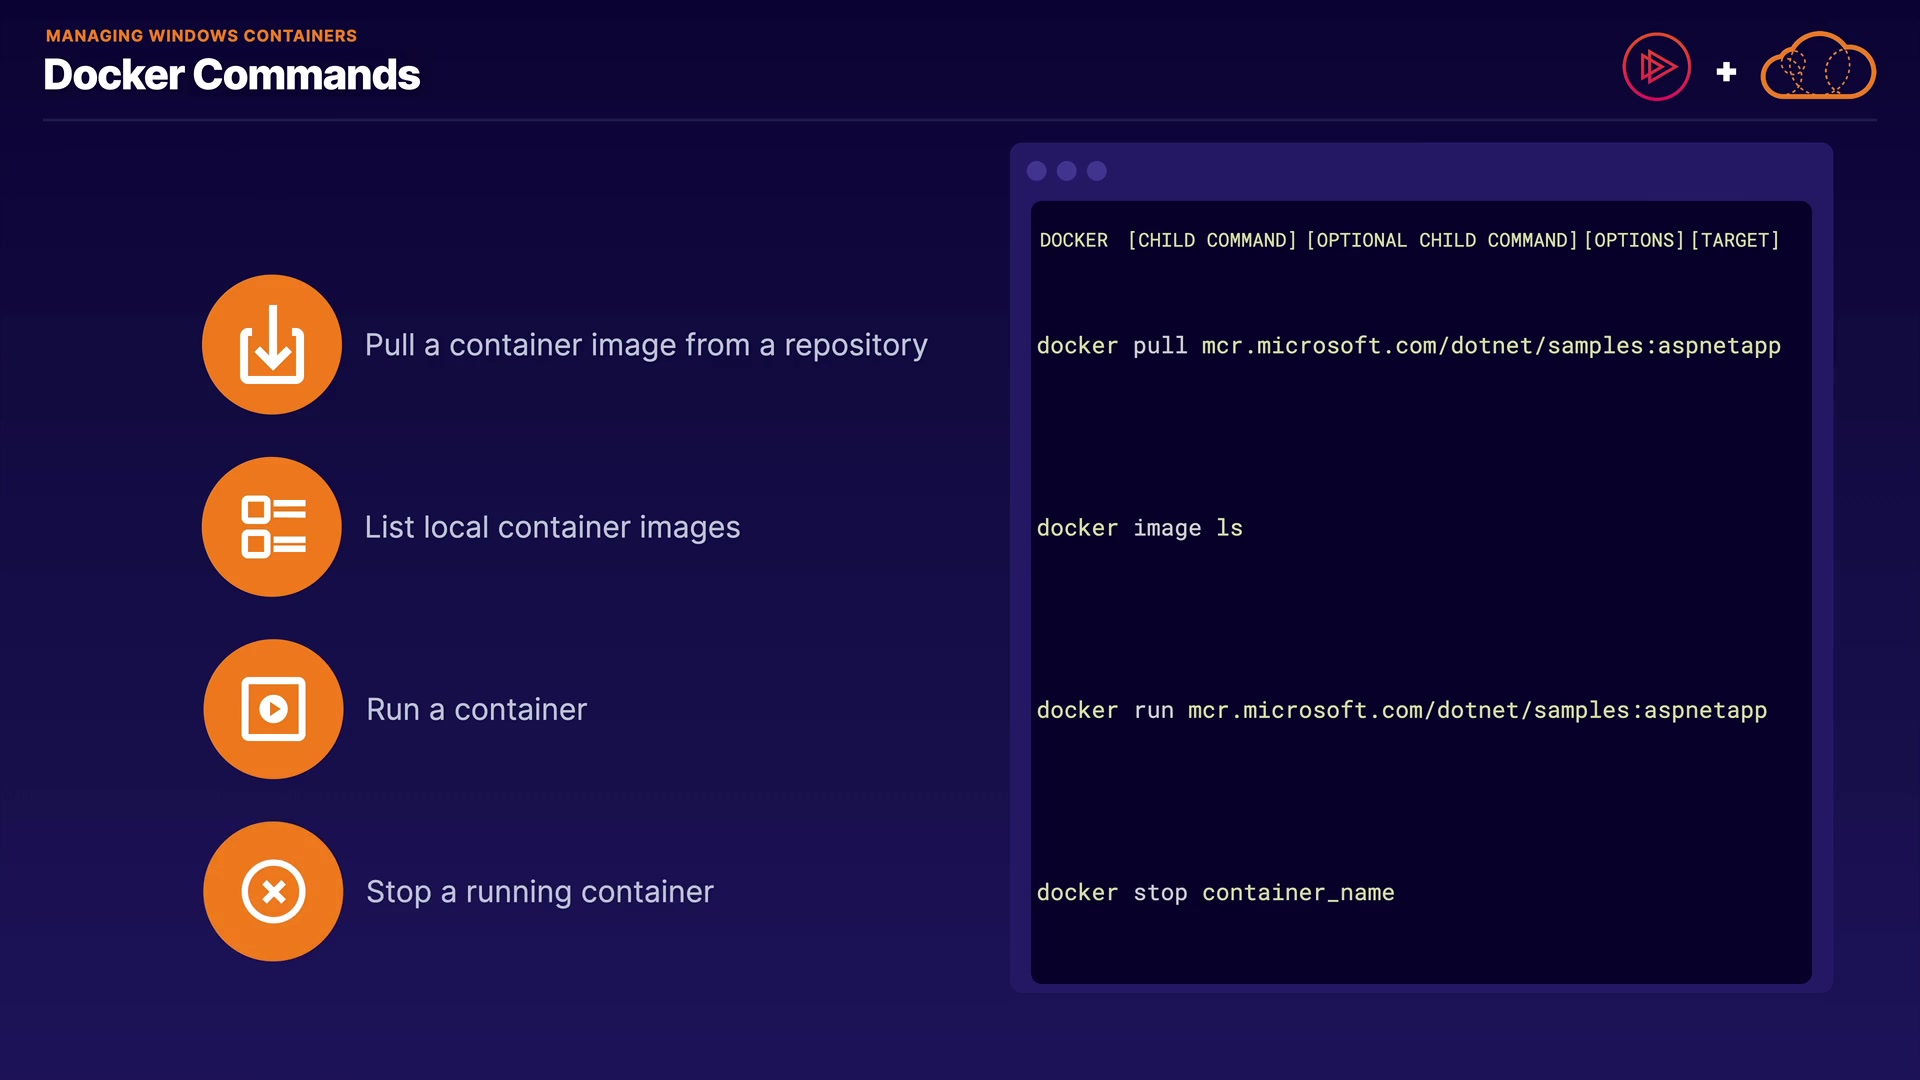 MANAGING WINDOWS CONTAINERS
Docker Commands
DOCKER [CHILD COMMAND] [OPTIONAL CHILD COMMAND] [OPTIONS] [TARGET]
Pull a container image from a repository
docker pull mcr.microsoft.com/dotnet/samples:aspnetapp
List local container images
docker image ls
Run a container
docker run mcr.microsoft.com/dotnet/samples:aspnetapp
Stop a running container
docker stop container_name